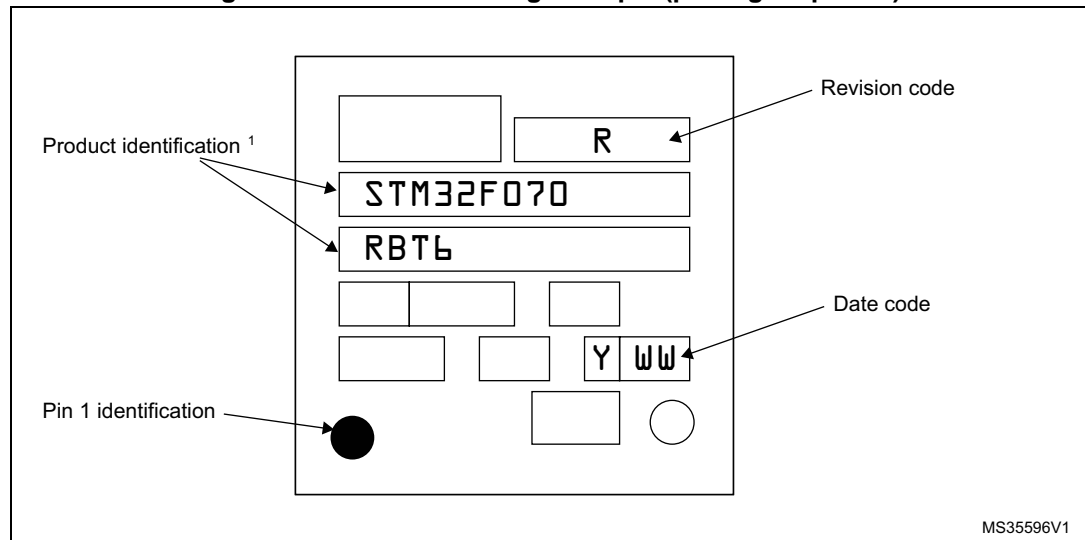 Revision code
R
Product identification 1
STM32F070
RBT6
Date code
Y WW
Pin 1 identification
MS35596V1